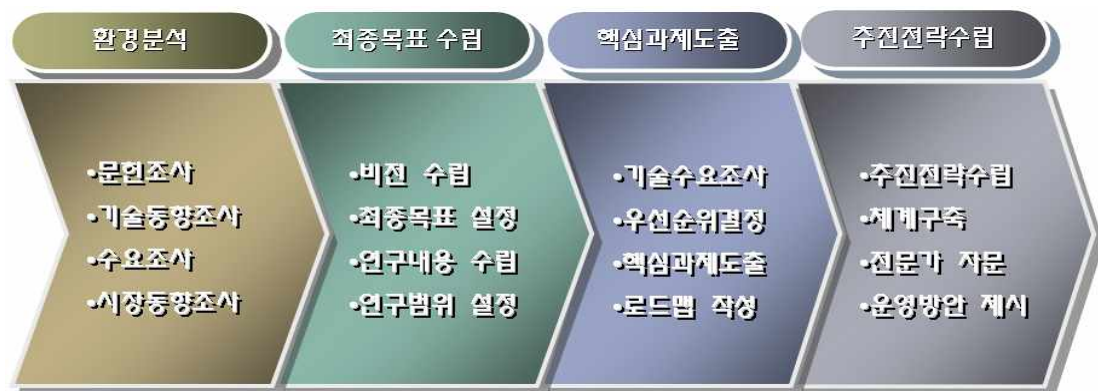 환경분석
최종목표 수립
핵심과제도출
추진전략수립
•문헌조사
•기술동향조사
•수요조사
•시장동향조사
•비전 수립
•최종목표 설정
•연구내용 수립
•연구범위 설정
•기술수요조사
•우선순위결정
•핵심과제도출
•로드맵 작성
•추진전략수립
•체계구축
•전문가 자문
•운영방안 제시